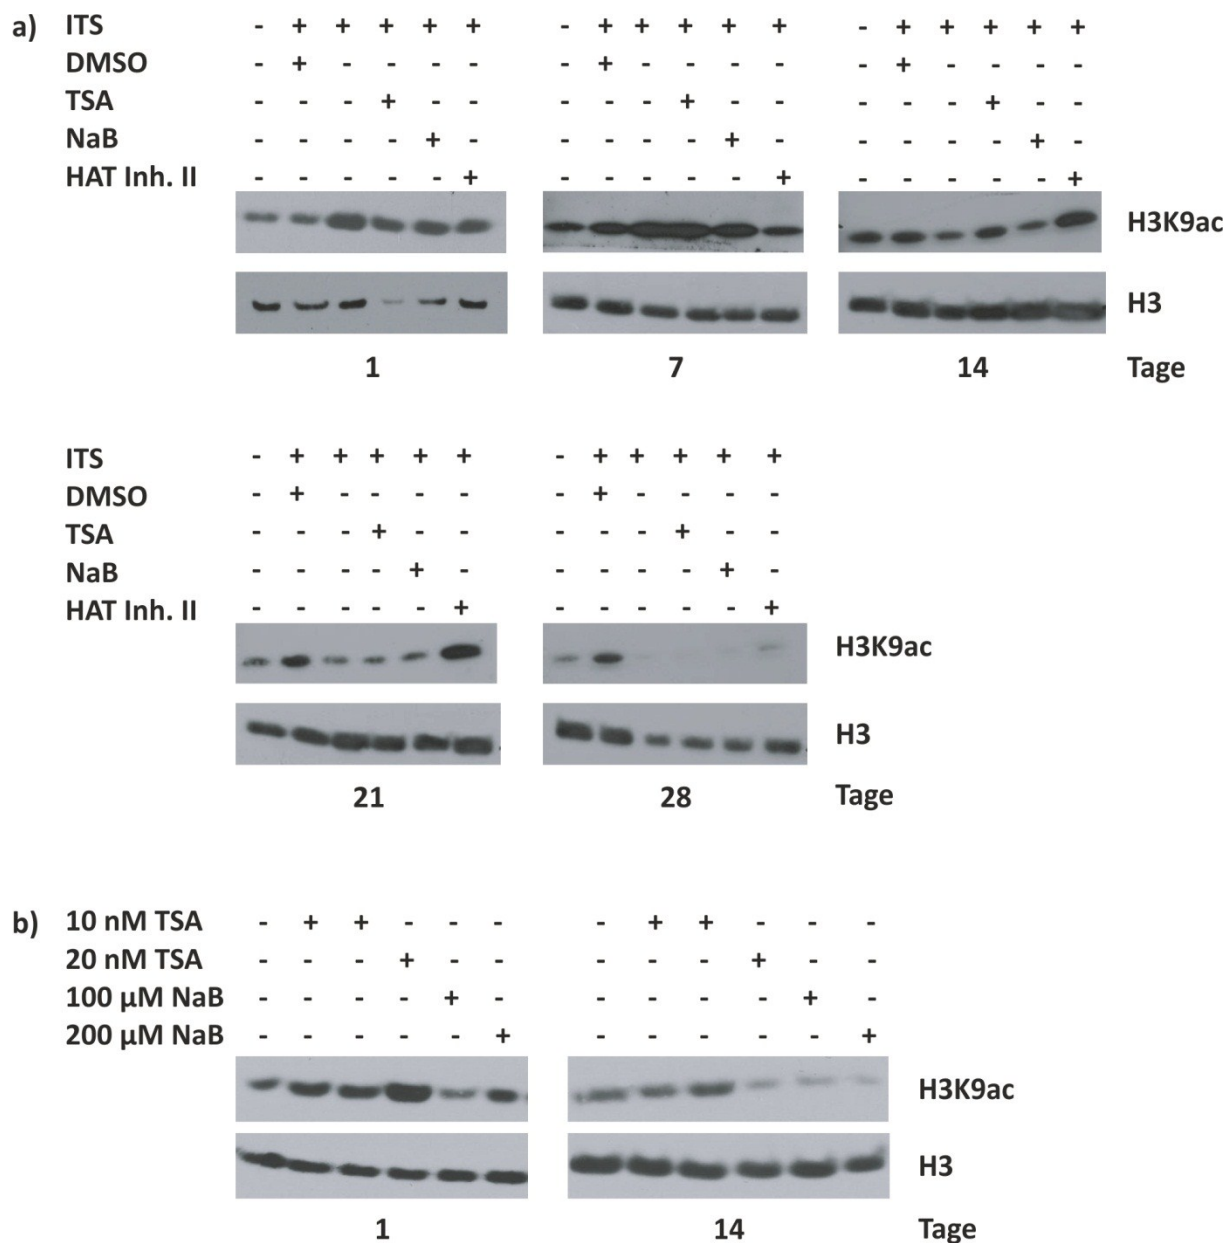 a) ITS - + + + + + - + + + + + - + + + + +
DMSO - + - - - - - + - - - - - + - - - -
TSA - - - + - - - - - + - - - - - + - -
NaB - - - - + - - - - - + - - - - - + -
HAT Inh. II - - - - - + - - - - - + - - - - - +
H3K9ac
H3
1 7 14 Tage
ITS - + + + + + - + + + + +
DMSO - + - - - - - + - - - -
TSA - - - + - - - - - + - -
NaB - - - - + - - - - - + -
HAT Inh. II - - - - - + - - - - - +
H3K9ac
H3
21 28 Tage
b) 10 nM TSA - + + - - - - + + - - -
20 nM TSA - - - + - - - - - + - -
100 µM NaB - - - - + - - - - - + -
200 µM NaB - - - - - + - - - - - +
H3K9ac
H3
1 14 Tage